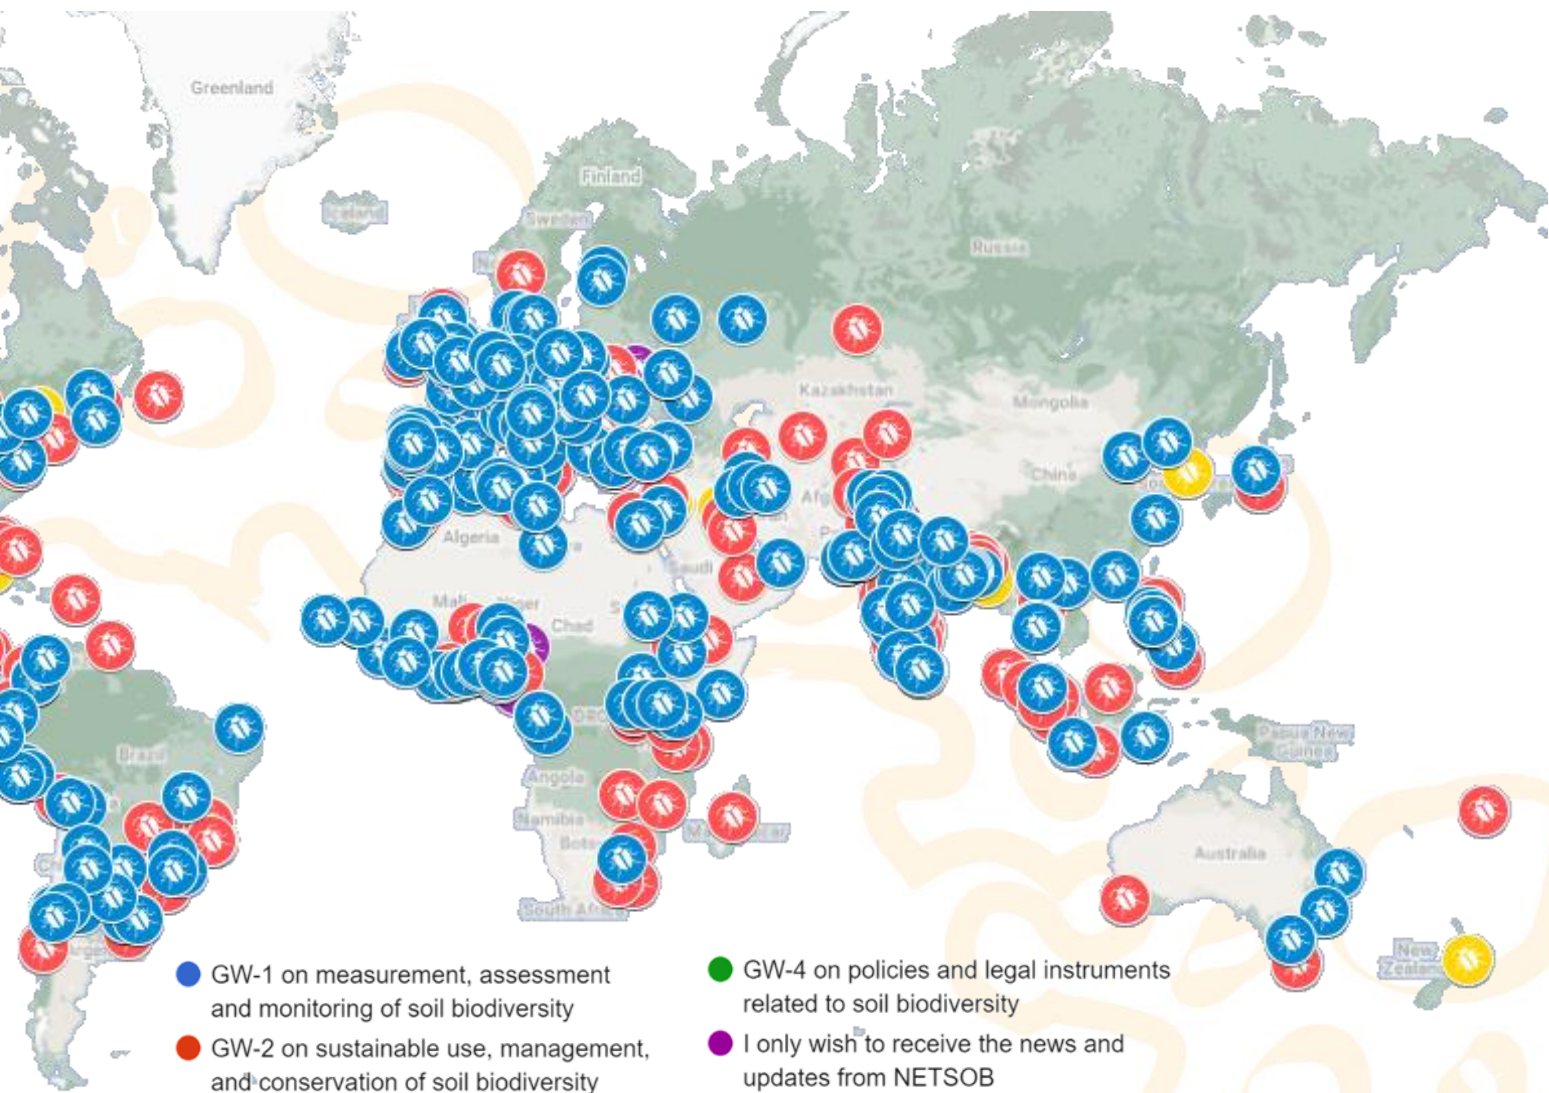 Greenland
Finland
Iceland
Sweden
Russia
Kazakhstan
Mongolia
China
Algeria
Saudi
Mali
Niger
Chad
DRC
Brazil
Papua New
Guinea
Angola
Namibia
Australia
South Africa
New
Zealand
GW-1 on measurement, assessment
and monitoring of soil biodiversity
GW-2 on sustainable use, management,
and conservation of soil biodiversity
GW-4 on policies and legal instruments
related to soil biodiversity
I only wish to receive the news and
updates from NETSOB